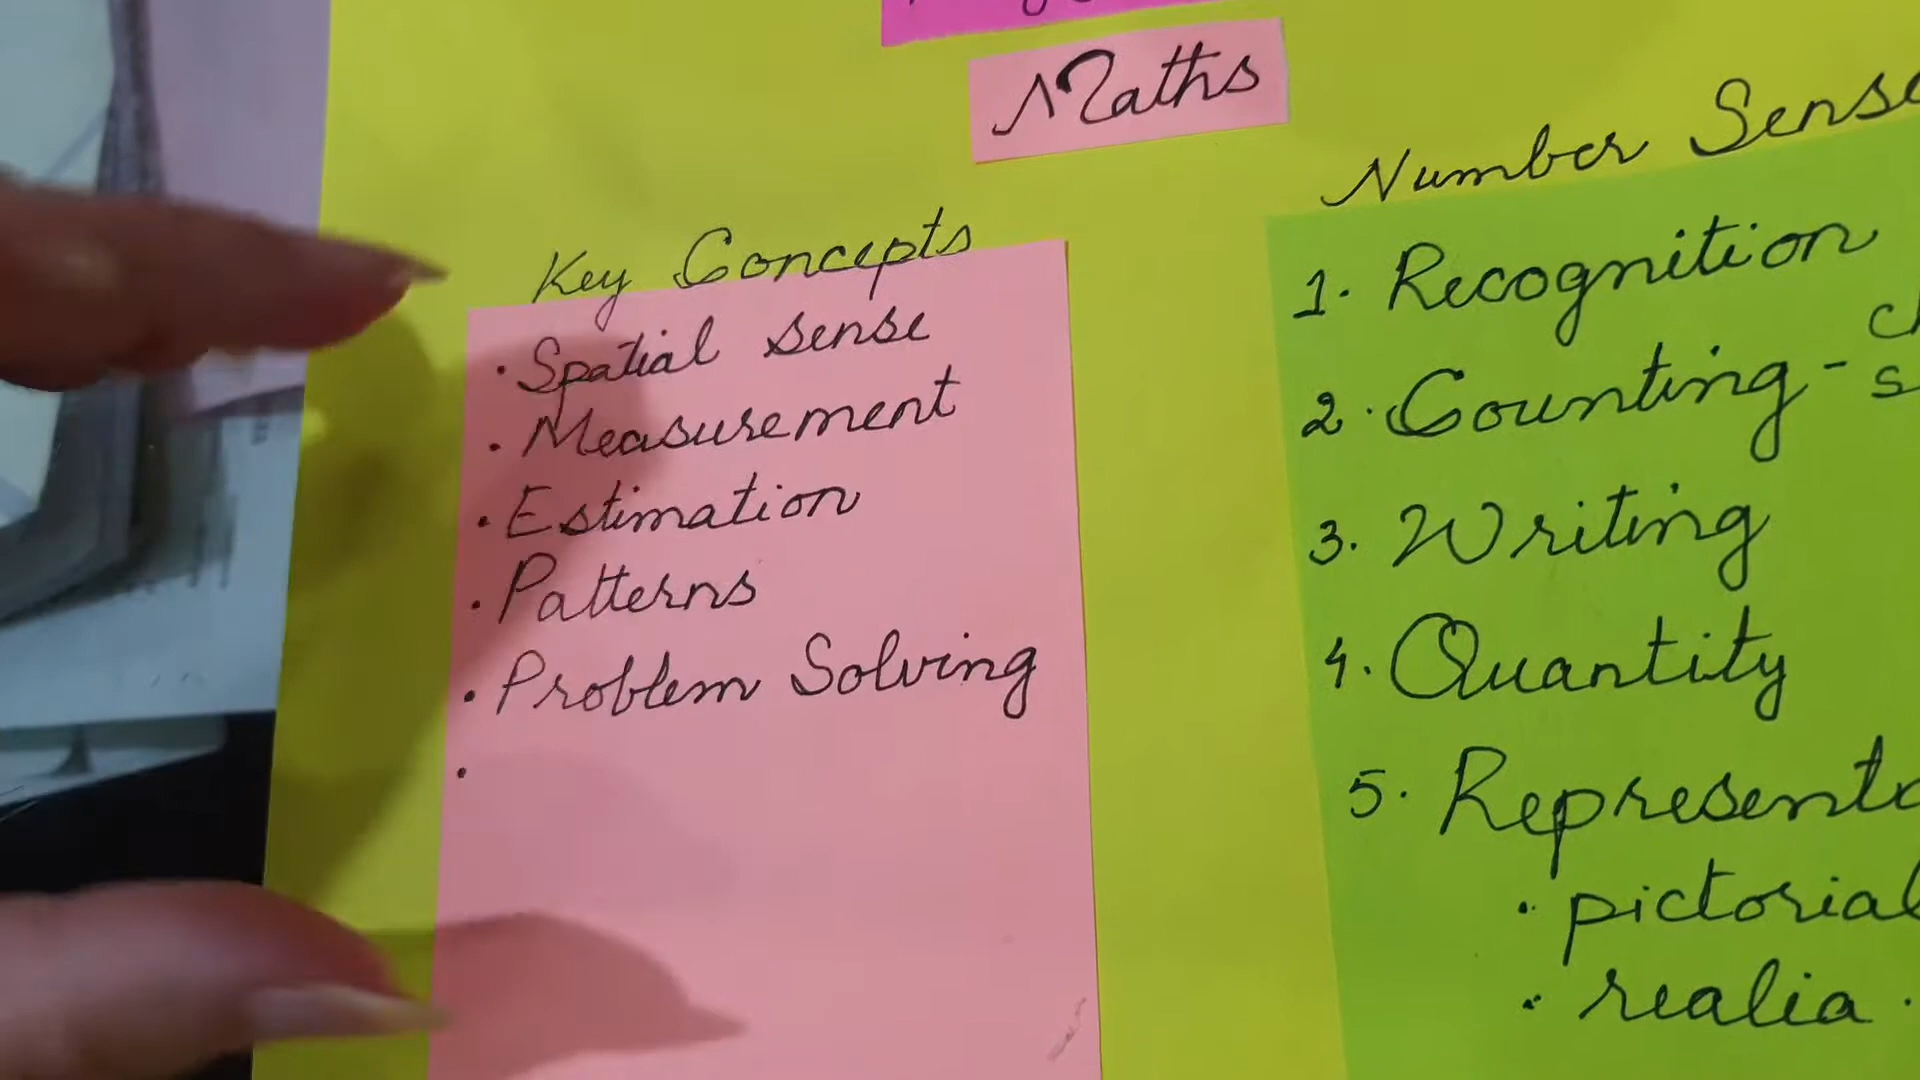 Maths
Key Concepts
• Spatial sense
• Measurement
• Estimation
• Patterns
• Problem Solving
•
Number Sense
1. Recognition
2. Counting -
3. Writing
4. Quantity
5. Represent
• pictorial
• realia